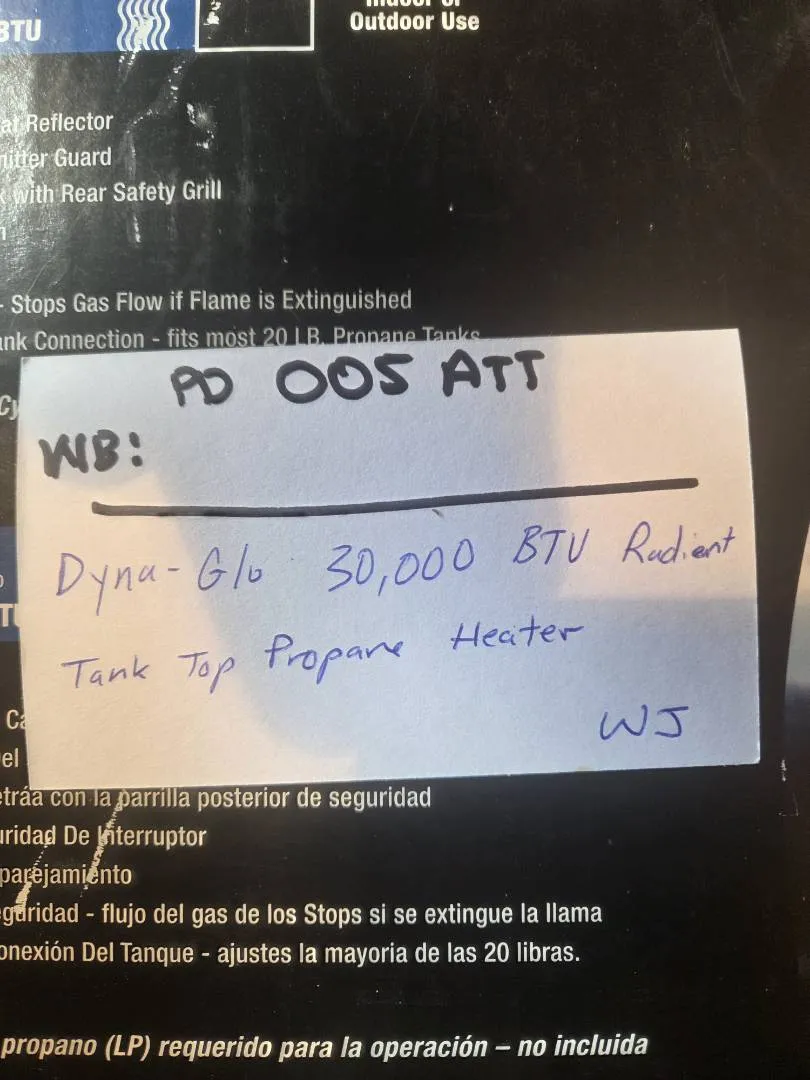 BTU
Indoor or
Outdoor Use
Reflector
Guard
with Rear Safety Grill
- Stops Gas Flow if Flame is Extinguished
Connection - fits most 20 LB. Propane Tanks
PD 005 ATT
WB:
Dyna-Glo 30,000 BTU Radient
Tank Top Propane Heater
WJ
con la parrilla posterior de seguridad
De Interruptor
- flujo del gas de los Stops si se extingue la llama
Del Tanque - ajustes la mayoria de las 20 libras.
propano (LP) requerido para la operación – no incluida